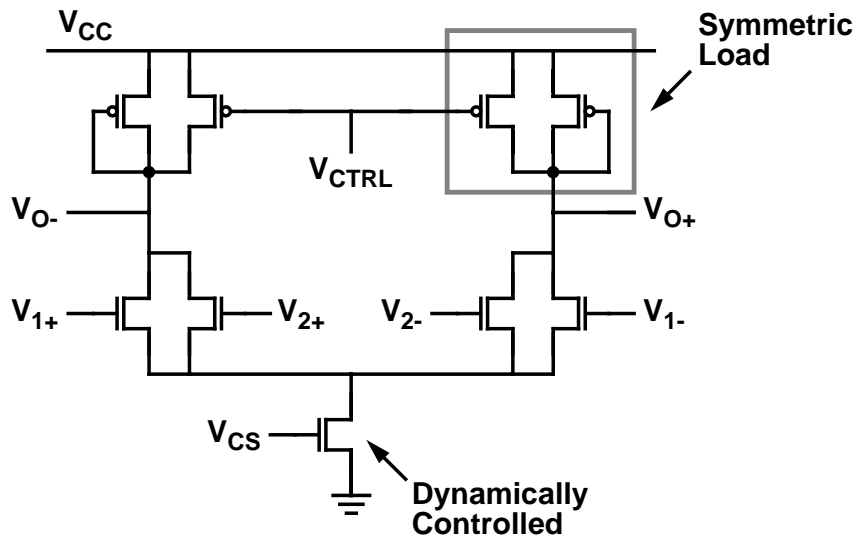 VCC
Symmetric
Load
VCTRL
VO-
VO+
V1+
V2+
V2-
V1-
VCS
Dynamically
Controlled